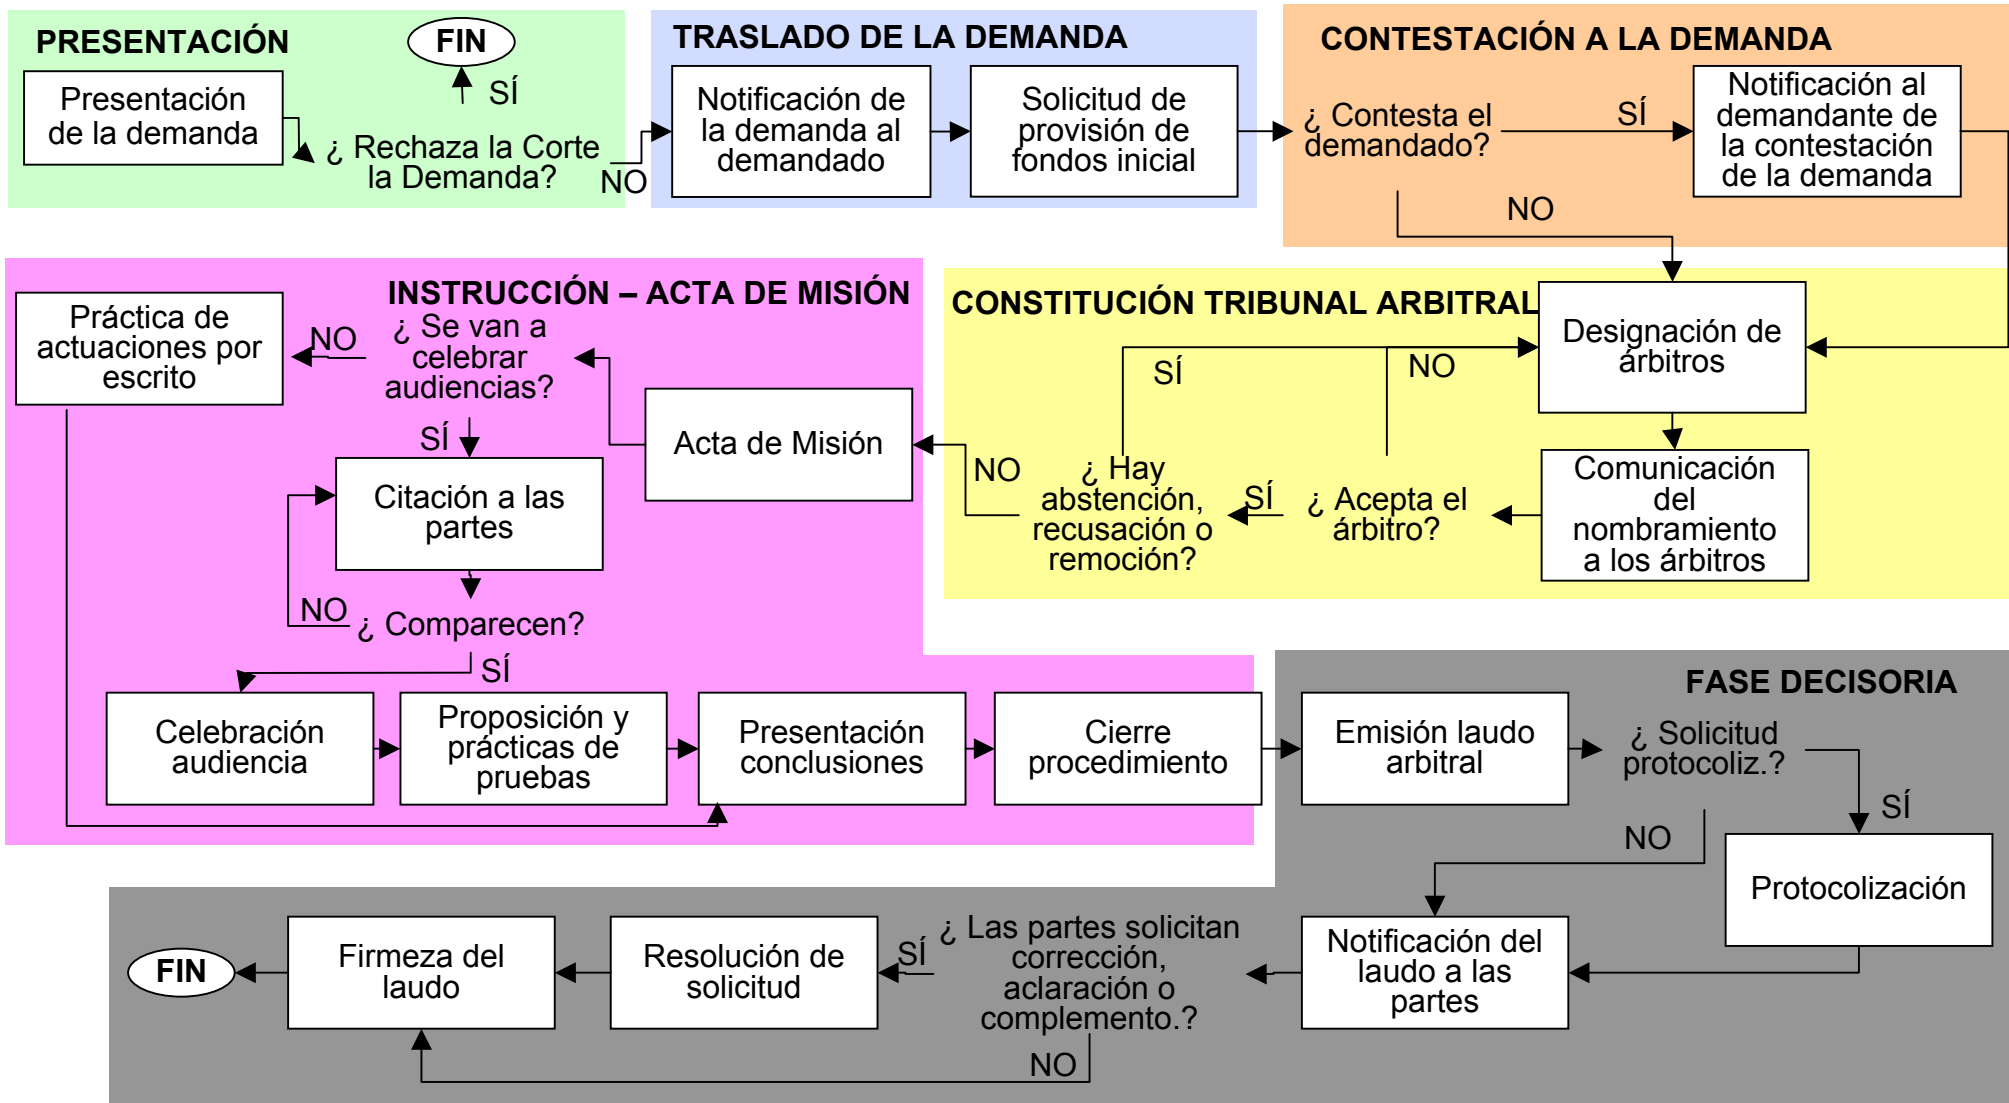 PRESENTACIÓN
FIN
SÍ
Presentación
de la demanda
¿ Rechaza la Corte
la Demanda?
NO
TRASLADO DE LA DEMANDA
Notificación de
la demanda al
demandado
Solicitud de
provisión de
fondos inicial
CONTESTACIÓN A LA DEMANDA
¿ Contesta el
demandado?
SÍ
NO
Notificación al
demandante de
la contestación
de la demanda
CONSTITUCIÓN TRIBUNAL ARBITRAL
Designación de
árbitros
Comunicación
del
nombramiento
a los árbitros
¿ Acepta el
árbitro?
NO
SÍ
¿ Hay
abstención,
recusación o
remoción?
SÍ
NO
INSTRUCCIÓN – ACTA DE MISIÓN
Acta de Misión
¿ Se van a
celebrar
audiencias?
NO
Práctica de
actuaciones por
escrito
SÍ
Citación a las
partes
¿ Comparecen?
NO
SÍ
Celebración
audiencia
Proposición y
prácticas de
pruebas
Presentación
conclusiones
Cierre
procedimiento
FASE DECISORIA
Emisión laudo
arbitral
¿ Solicitud
protocoliz.?
SÍ
NO
Protocolización
Notificación del
laudo a las
partes
¿ Las partes solicitan
corrección,
aclaración o
complemento.?
SÍ
NO
Resolución de
solicitud
Firmeza del
laudo
FIN